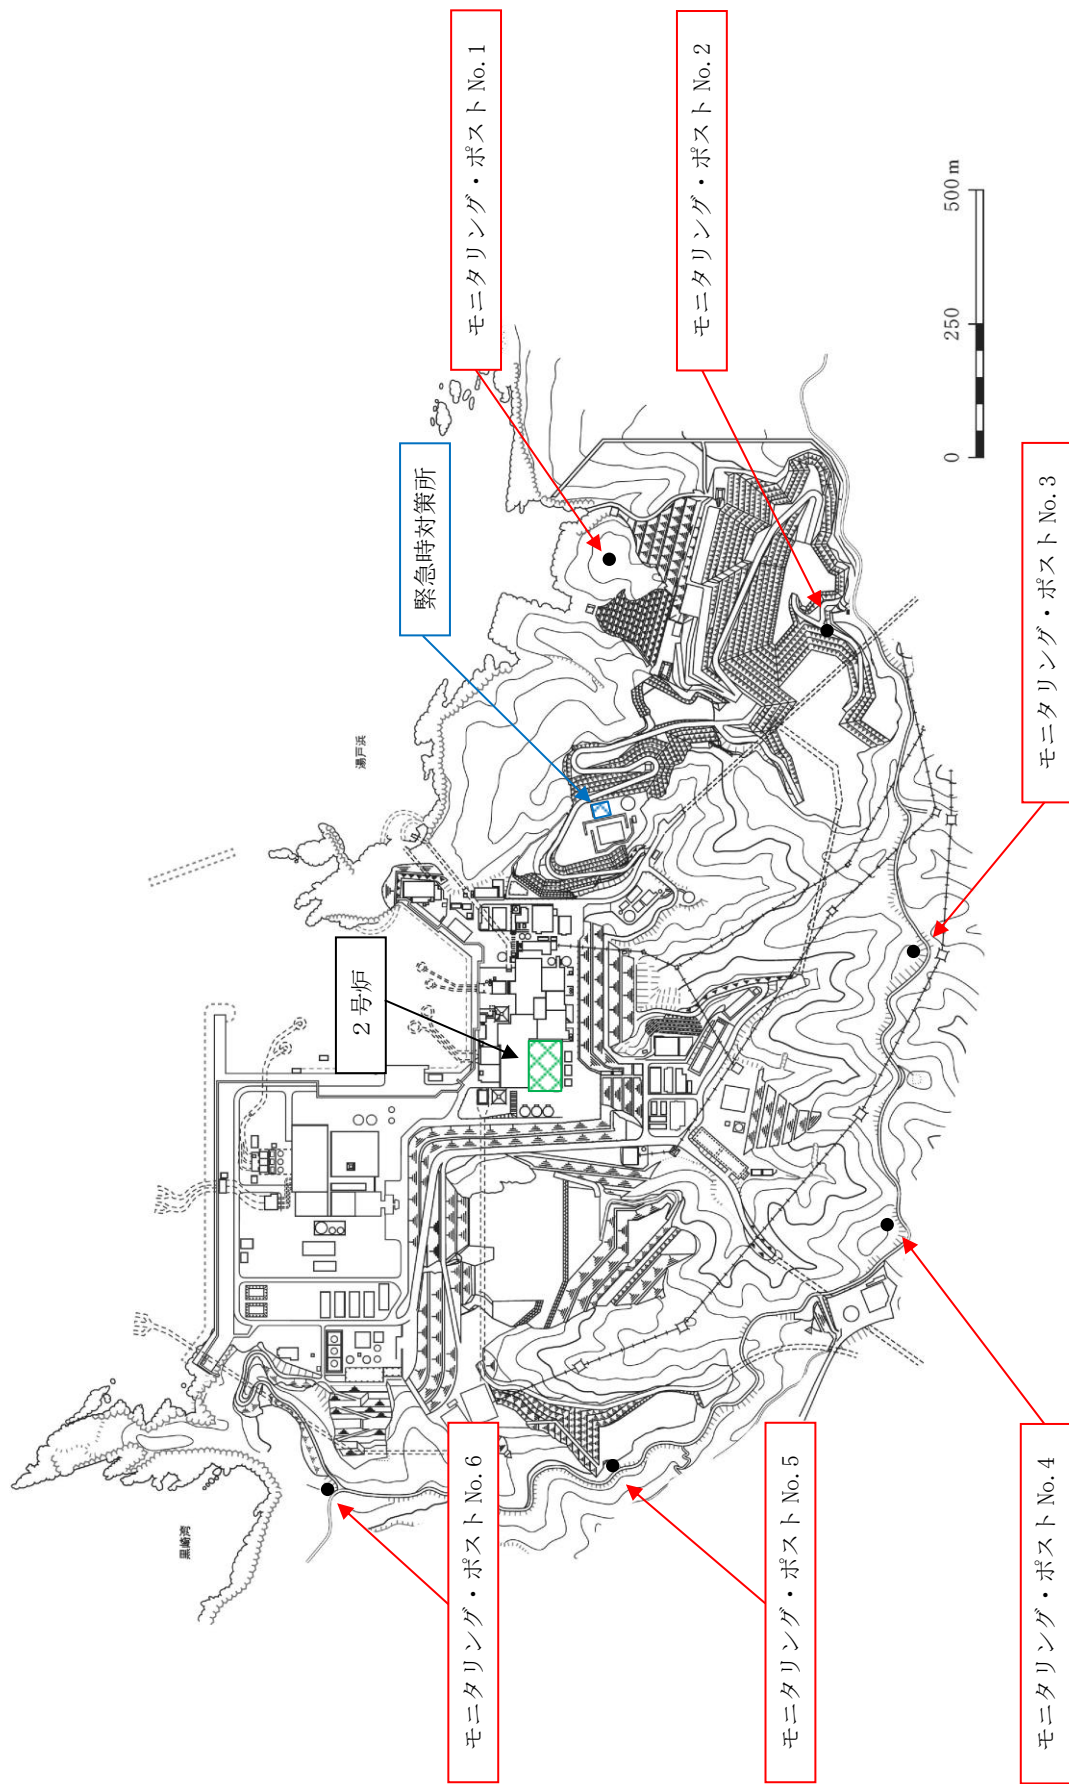 モニタリング・ポスト No. 6
モニタリング・ポスト No. 5
モニタリング・ポスト No. 4
黒崎湾
2号炉
湯戸浜
緊急時対策所
モニタリング・ポスト No. 1
モニタリング・ポスト No. 2
モニタリング・ポスト No. 3
0 250 500 m